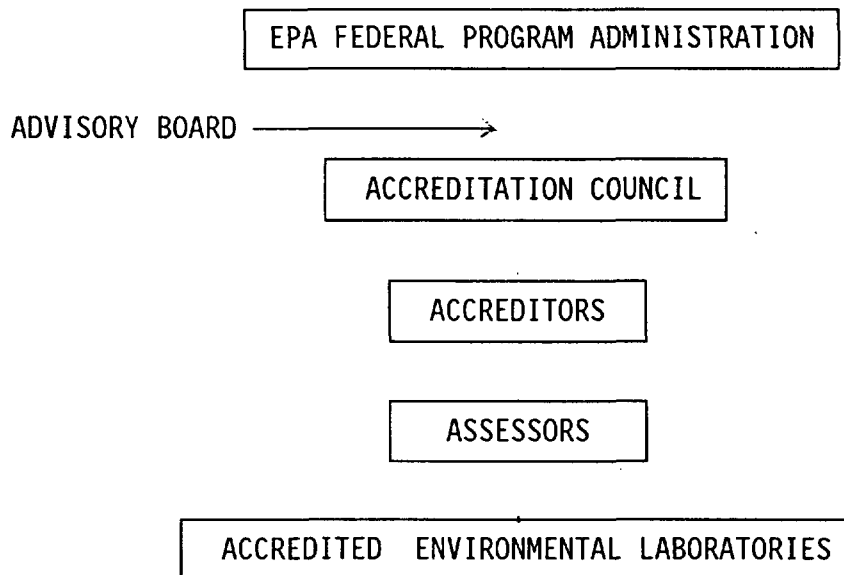 EPA FEDERAL PROGRAM ADMINISTRATION
ADVISORY BOARD
ACCREDITATION COUNCIL
ACCREDITORS
ASSESSORS
ACCREDITED ENVIRONMENTAL LABORATORIES